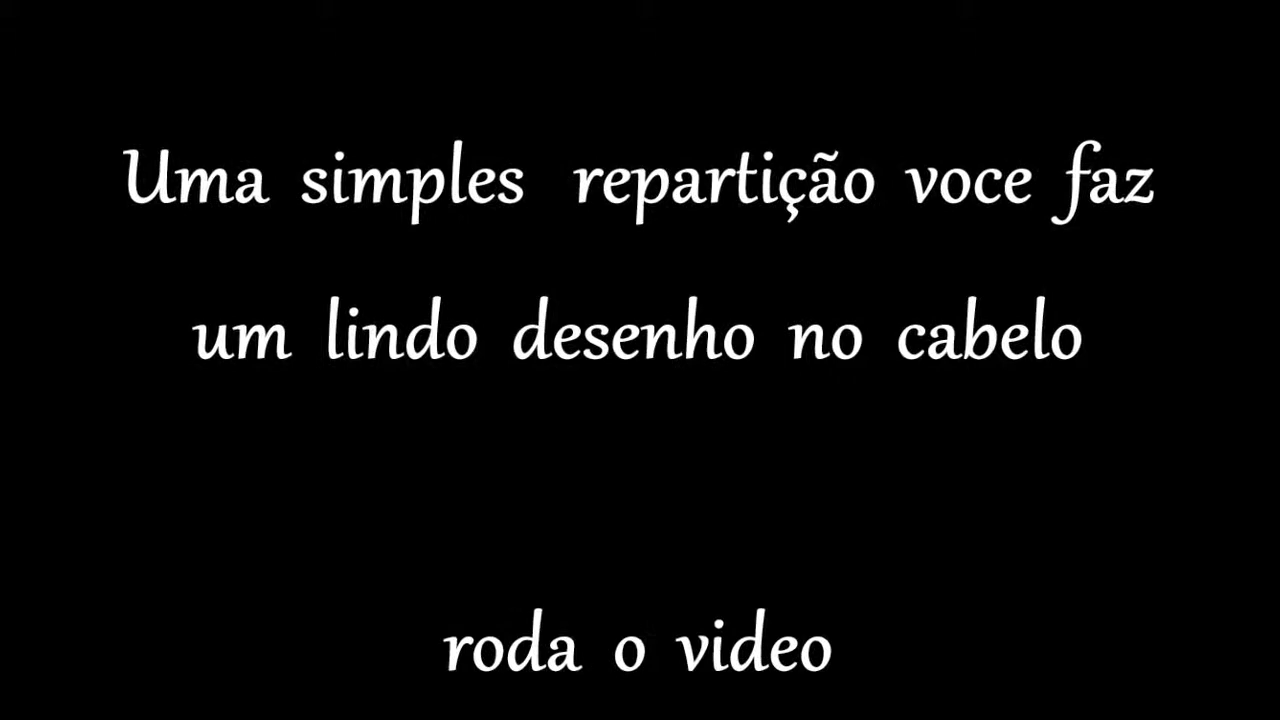 Uma simples repartição voce faz
um lindo desenho no cabelo
roda o video